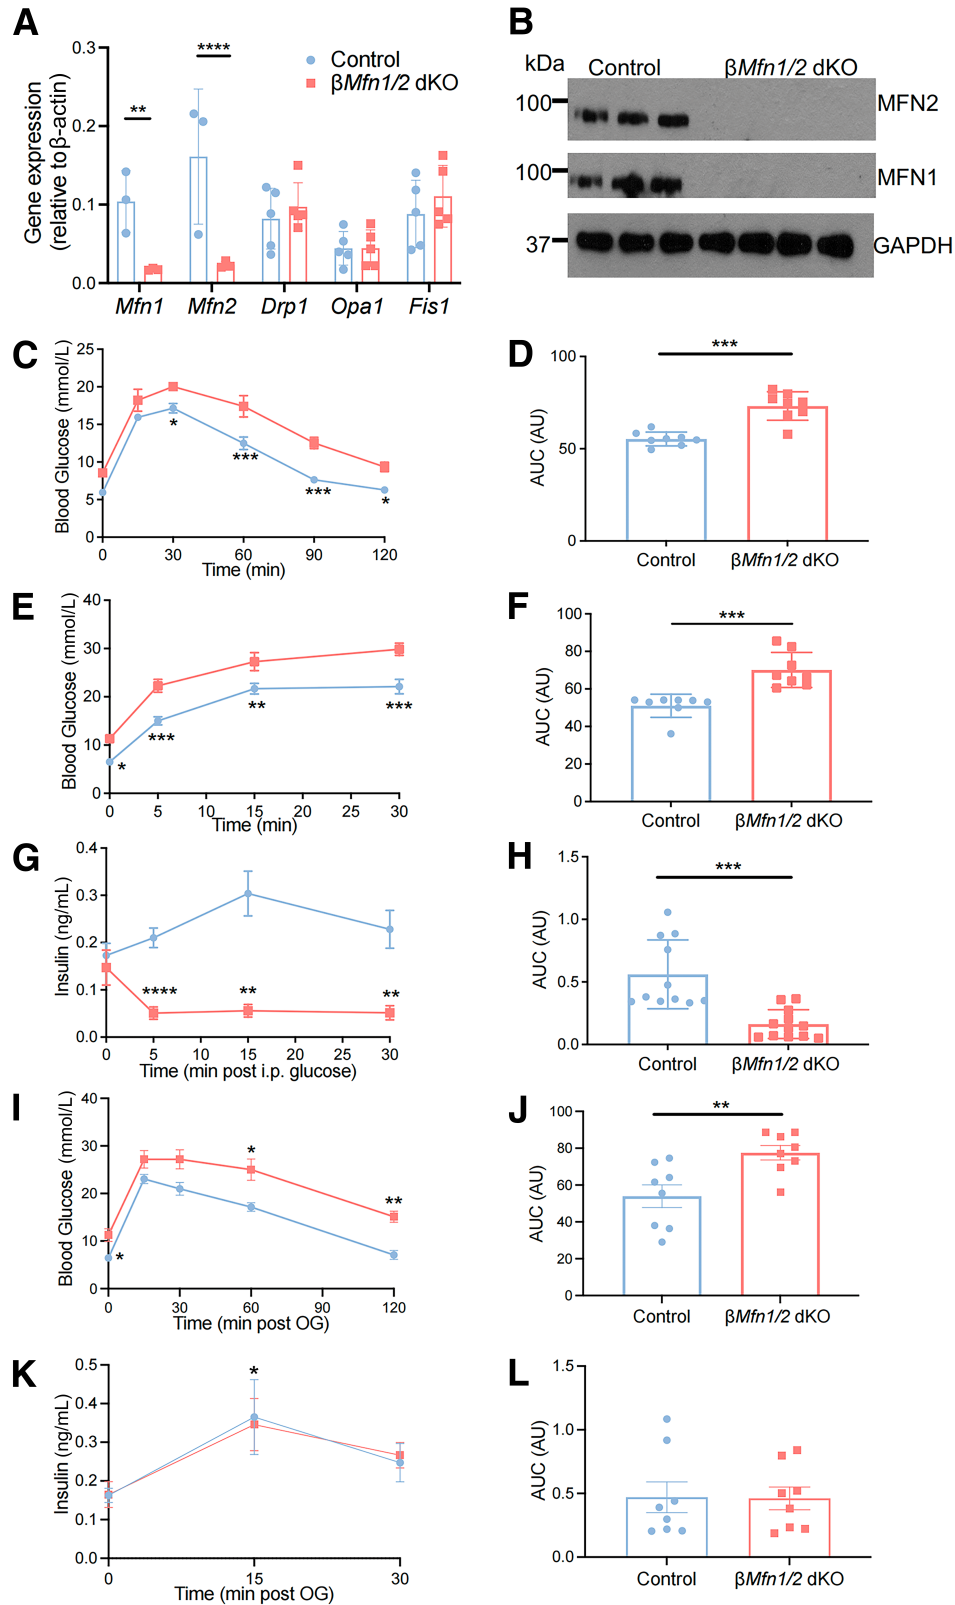 A
0.3
0.2
0.1
0.0
Gene expression
(relative toβ-actin)
**
****
Control
βMfn1/2 dKO
Mfn1
Mfn2
Drp1
Opa1
Fis1
B
kDa
Control
βMfn1/2 dKO
100
MFN2
100
MFN1
37
GAPDH
C
Blood Glucose (mmol/L)
25
20
15
10
5
0
*
***
***
*
0
30
60
90
120
Time (min)
D
AUC (AU)
100
50
0
***
Control
βMfn1/2 dKO
E
Blood Glucose (mmol/L)
40
30
20
10
0
*
***
**
***
0
5
10
15
20
25
30
Time (min)
F
AUC (AU)
100
80
60
40
20
0
***
Control
βMfn1/2 dKO
G
Insulin (ng/mL)
0.4
0.3
0.2
0.1
0.0
****
**
**
0
5
10
15
20
25
30
Time (min post i.p. glucose)
H
AUC (AU)
1.5
1.0
0.5
0.0
***
Control
βMfn1/2 dKO
I
Blood Glucose (mmol/L)
40
30
20
10
0
*
*
**
0
30
60
90
120
Time (min post OG)
J
AUC (AU)
100
80
60
40
20
0
**
Control
βMfn1/2 dKO
K
Insulin (ng/mL)
0.5
0.4
0.3
0.2
0.1
0.0
*
0
15
30
Time (min post OG)
L
AUC (AU)
1.5
1.0
0.5
0.0
Control
βMfn1/2 dKO